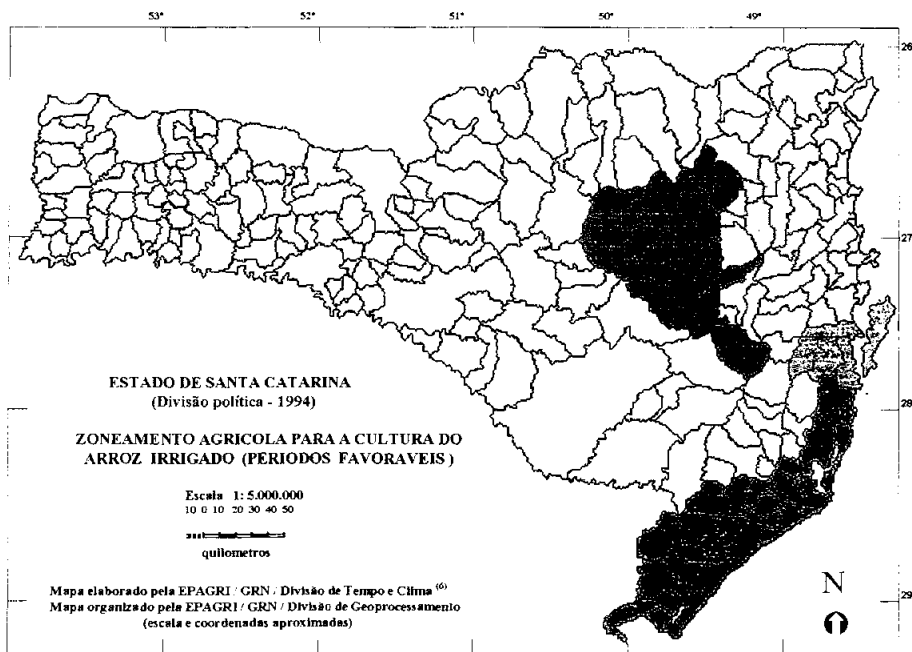 53° 52° 51° 50° 49°
26
27
28
29
ESTADO DE SANTA CATARINA
(Divisão política - 1994)
ZONEAMENTO AGRICOLA PARA A CULTURA DO
ARROZ IRRIGADO (PERIODOS FAVORAVEIS )
Escala 1: 5.000.000
10 0 10 20 30 40 50
quilometros
Mapa elaborado pela EPAGRI / GRN / Divisão de Tempo e Clima (6)
Mapa organizado pela EPAGRI / GRN / Divisão de Geoprocessamento
(escala e coordenadas aproximadas)
N